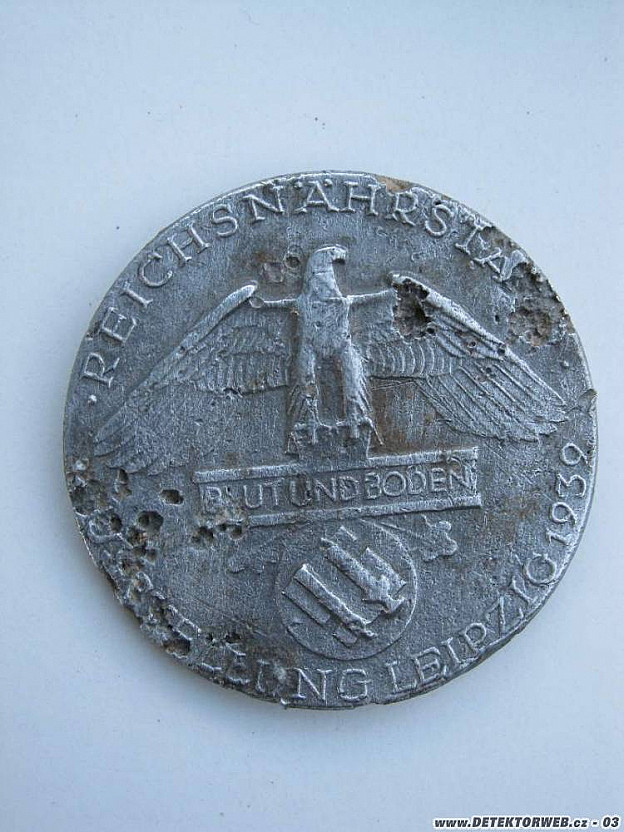 · REICHSNÄHRSTA
BLUT UND BODEN
LEIPZIG 1939
www.DETEKTORWEB.cz - 03